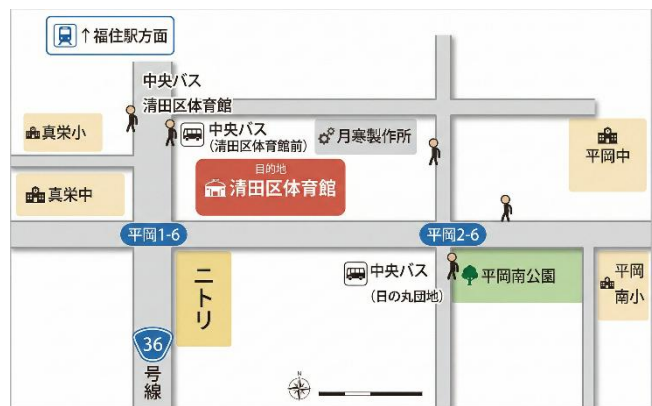 ↑福住駅方面
中央バス
清田区体育館
中央バス
(清田区体育館前)
月寒製作所
真栄小
平岡中
目的地
清田区体育館
真栄中
平岡1-6
平岡2-6
ニトリ
中央バス
(日の丸団地)
平岡南公園
平岡
南小
36
号線